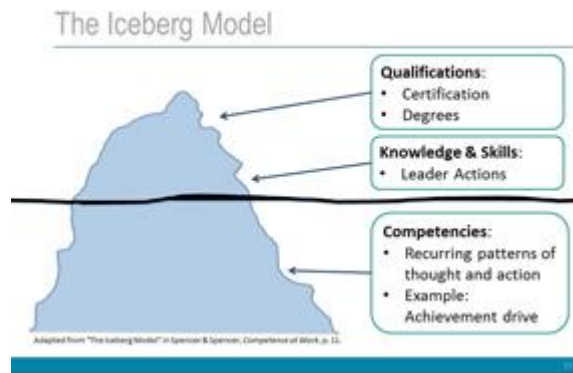 The Iceberg Model
Qualifications:
• Certification
• Degrees
Knowledge & Skills:
• Leader Actions
Competencies:
• Recurring patterns of
thought and action
• Example:
Achievement drive
Adapted from "The Iceberg Model" in Spencer & Spencer, Competence at Work, p. 11.